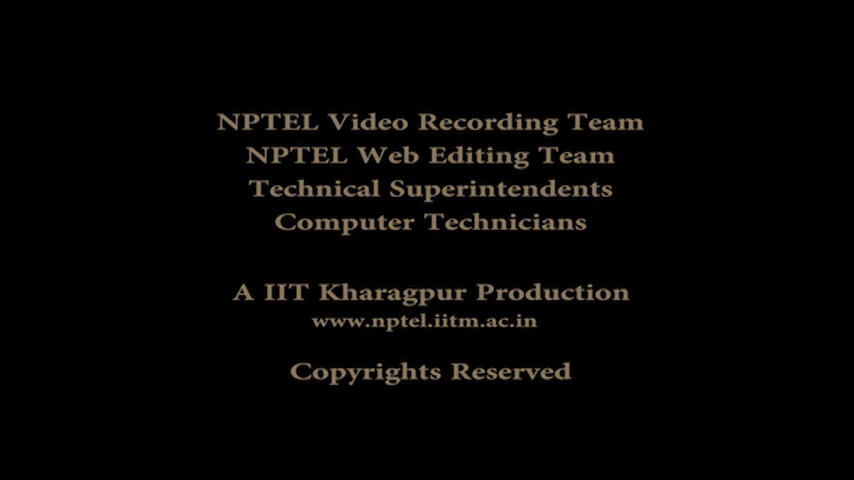 NPTEL Video Recording Team
NPTEL Web Editing Team
Technical Superintendents
Computer Technicians
A IIT Kharagpur Production
www.nptel.iitm.ac.in
Copyrights Reserved